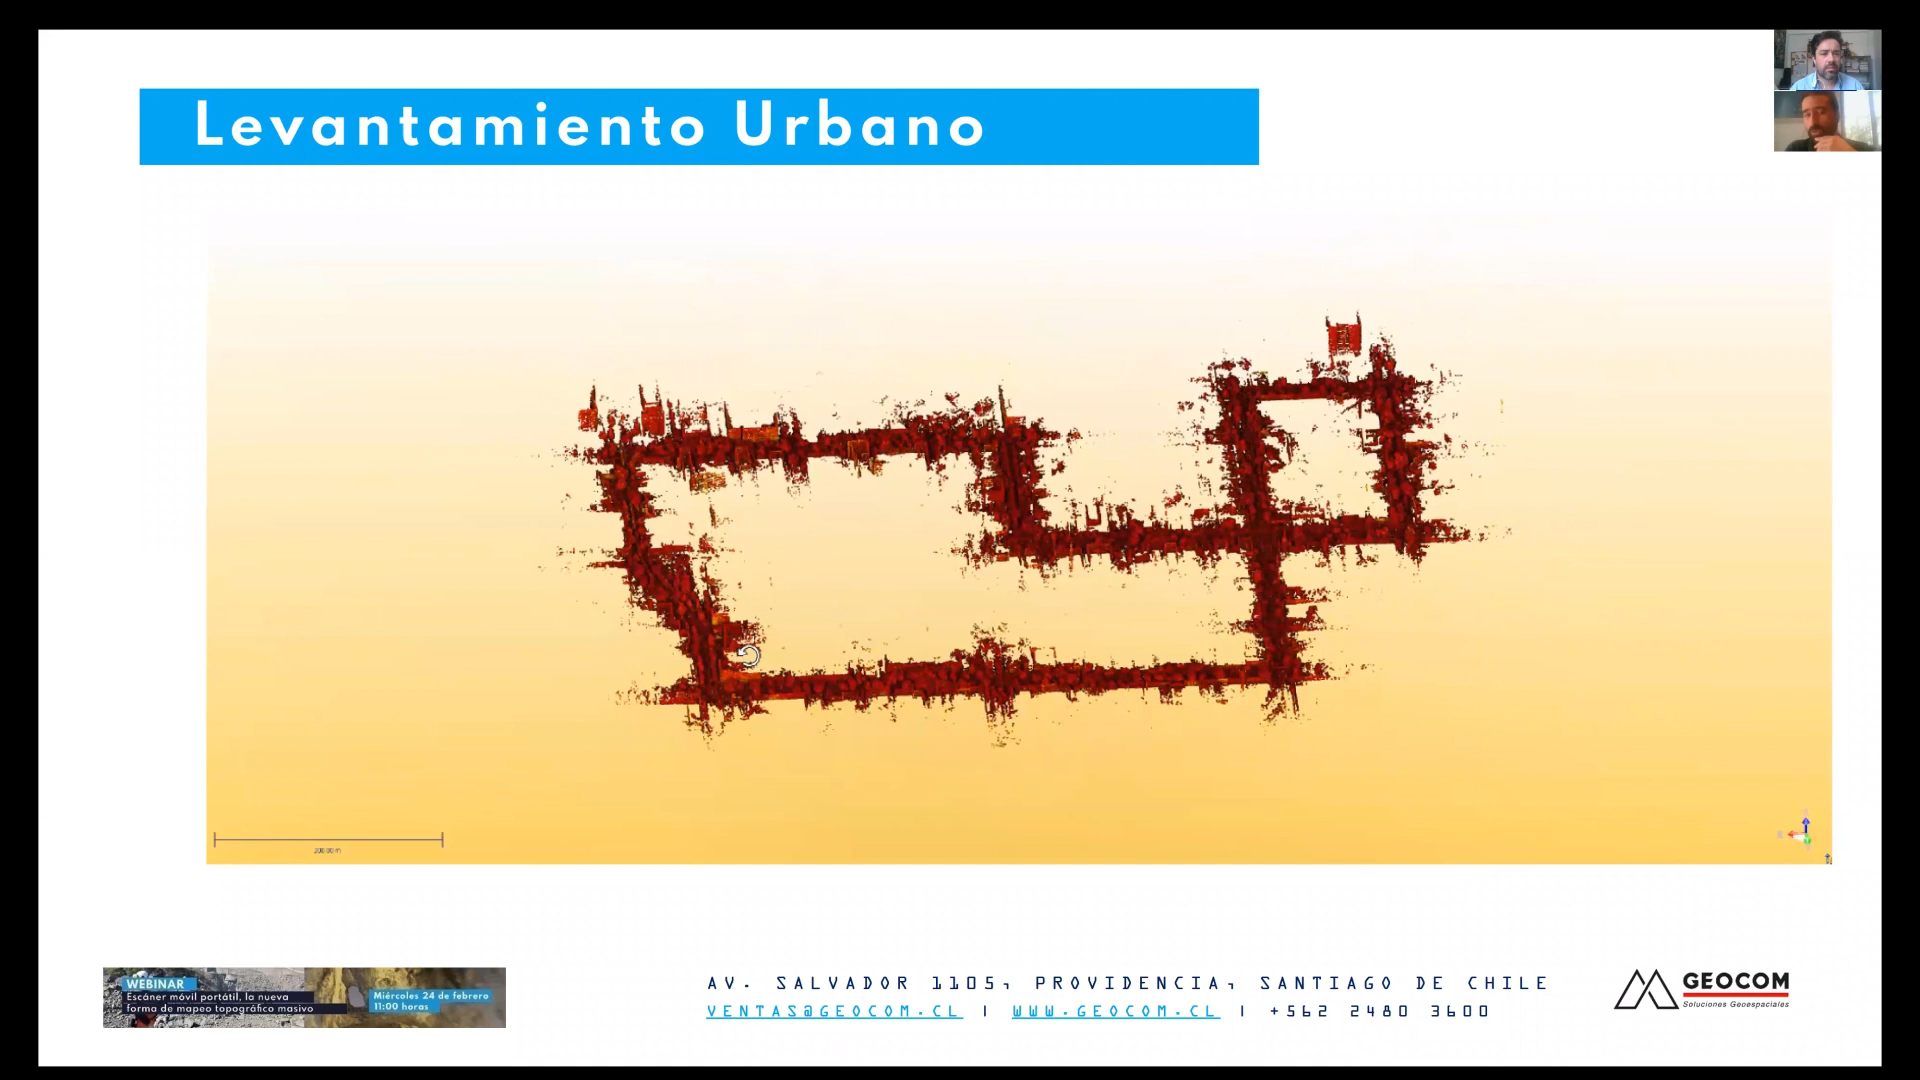 Levantamiento Urbano
200.00 m
WEBINAR
Escáner móvil portátil, la nueva
forma de mapeo topográfico masivo
Miércoles 24 de febrero
11:00 horas
AV. SALVADOR 1105, PROVIDENCIA, SANTIAGO DE CHILE
VENTAS@GEOCOM.CL | WWW.GEOCOM.CL | +562 2480 3600
GEOCOM
Soluciones Geoespaciales